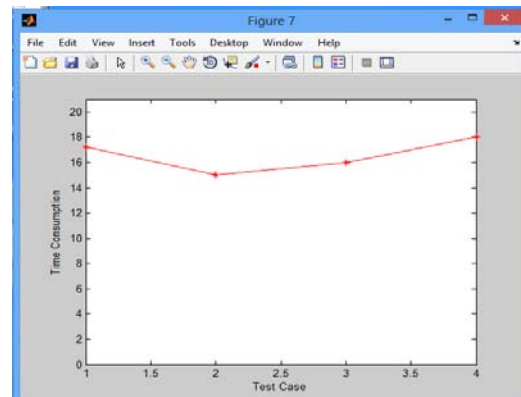 Figure 7
File Edit View Insert Tools Desktop Window Help
20
18
16
14
12
10
8
6
4
2
0
Time Consumption
1 1.5 2 2.5 3 3.5 4
Test Case